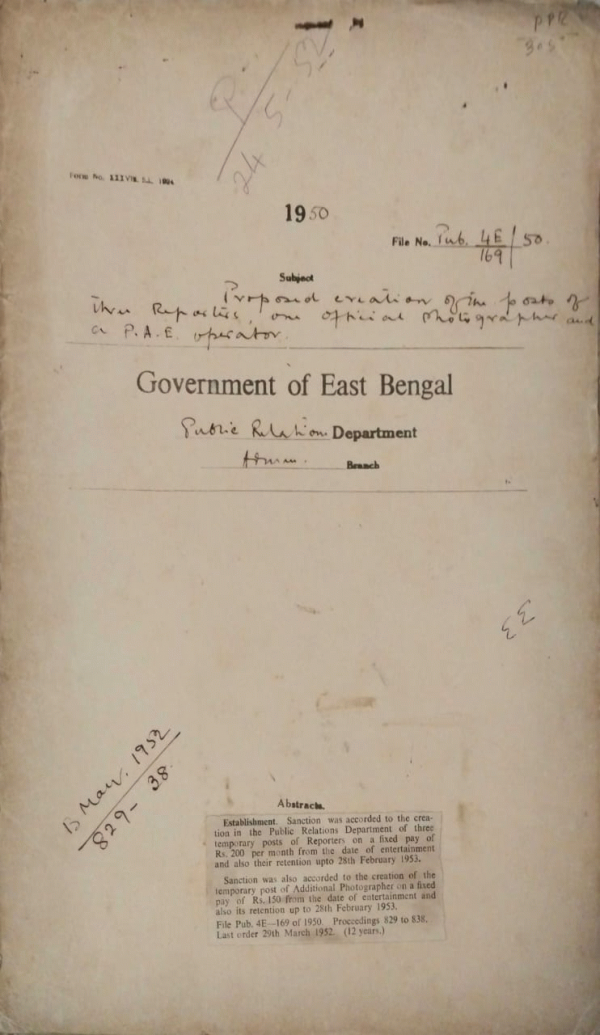 PPR
305
24-5-52
Form No. XXXVIII
1950
File No. Pub. 4E/169/50.
Subject
Proposed creation of the posts of
three Reporters, one official Photographer and
a P.A.E. operator.
Government of East Bengal
Public Relations Department
Admn. Branch
B Mar. 1952
829-38.
Abstracts.
Establishment. Sanction was accorded to the crea-
tion in the Public Relations Department of three
temporary posts of Reporters on a fixed pay of
Rs. 200 per month from the date of entertainment
and also their retention upto 28th February 1953.
Sanction was also accorded to the creation of the
temporary post of Additional Photographer on a fixed
pay of Rs. 150 from the date of entertainment and
also its retention up to 28th February 1953.
File Pub. 4E—169 of 1950. Proceedings 829 to 838.
Last order 29th March 1952. (12 years.)